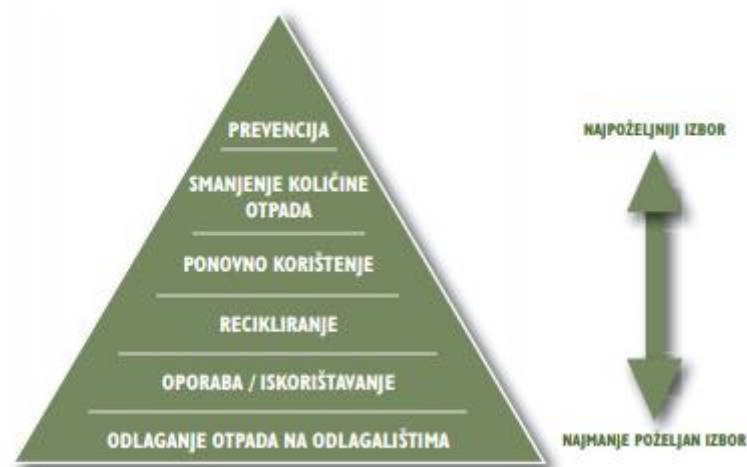 PREVENCIJA
NAJPOŽELJNIJI IZBOR
SMANJENJE KOLIČINE
OTPADA
PONOVNO KORIŠTENJE
RECIKLIRANJE
OPORABA / ISKORIŠTAVANJE
ODLAGANJE OTPADA NA ODLAGALIŠTIMA
NAJMANJE POŽELJAN IZBOR